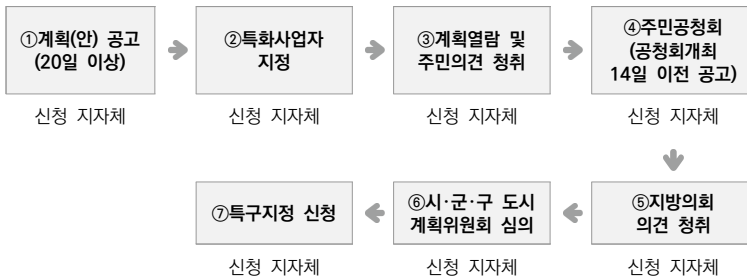 ①계획(안) 공고
(20일 이상)
신청 지자체
②특화사업자
지정
신청 지자체
③계획열람 및
주민의견 청취
신청 지자체
④주민공청회
(공청회개최
14일 이전 공고)
신청 지자체
⑤지방의회
의견 청취
신청 지자체
⑥시·군·구 도시
계획위원회 심의
신청 지자체
⑦특구지정 신청
신청 지자체